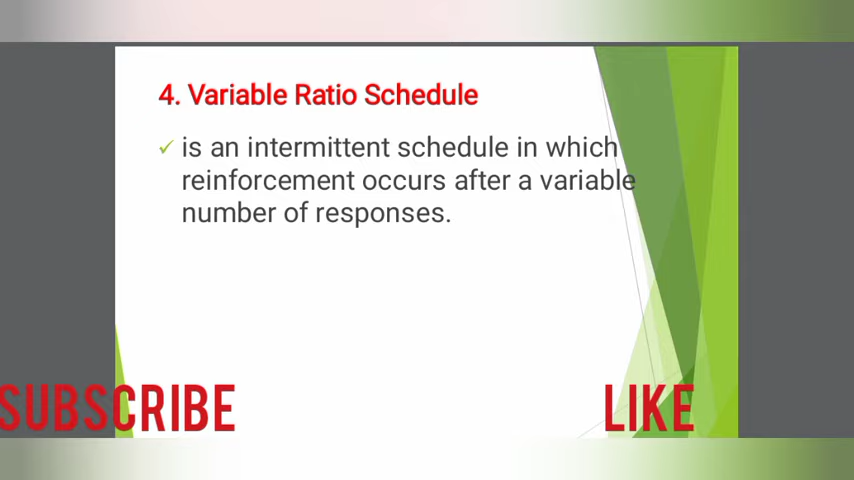 4. Variable Ratio Schedule
✓ is an intermittent schedule in which
reinforcement occurs after a variable
number of responses.
SUBSCRIBE
LIKE